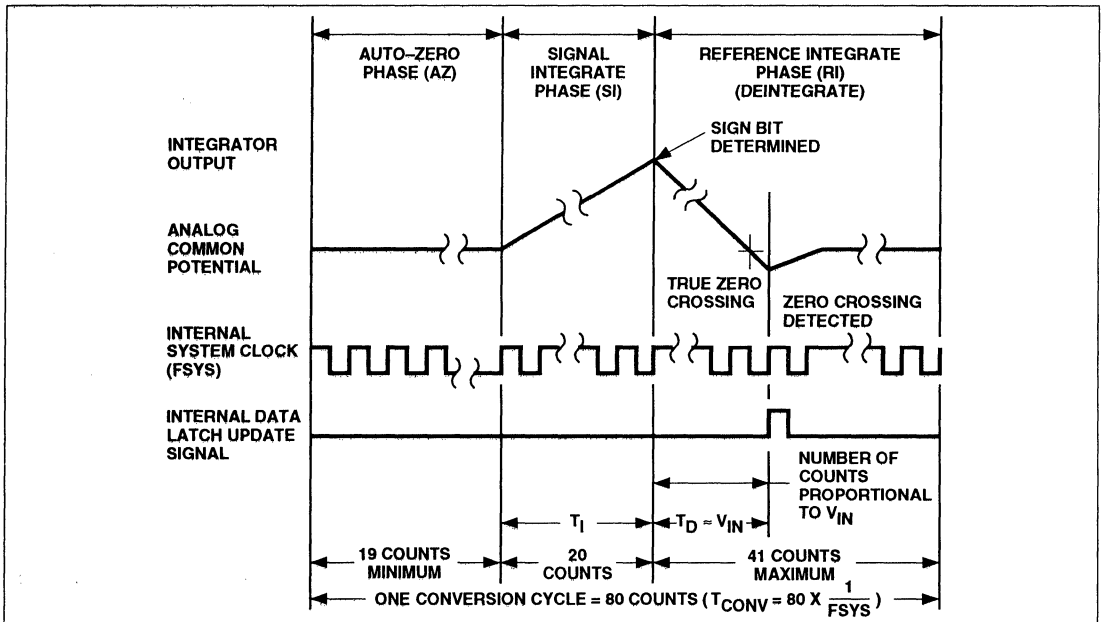 AUTO–ZERO
PHASE (AZ)
SIGNAL
INTEGRATE
PHASE (SI)
REFERENCE INTEGRATE
PHASE (RI)
(DEINTEGRATE)
INTEGRATOR
OUTPUT
SIGN BIT
DETERMINED
ANALOG
COMMON
POTENTIAL
TRUE ZERO
CROSSING
ZERO CROSSING
DETECTED
INTERNAL
SYSTEM CLOCK
(FSYS)
INTERNAL DATA
LATCH UPDATE
SIGNAL
NUMBER OF
COUNTS
PROPORTIONAL
TO VIN
TI
TD ≈ VIN
19 COUNTS
MINIMUM
20
COUNTS
41 COUNTS
MAXIMUM
ONE CONVERSION CYCLE = 80 COUNTS ( TCONV = 80 X 1/FSYS )